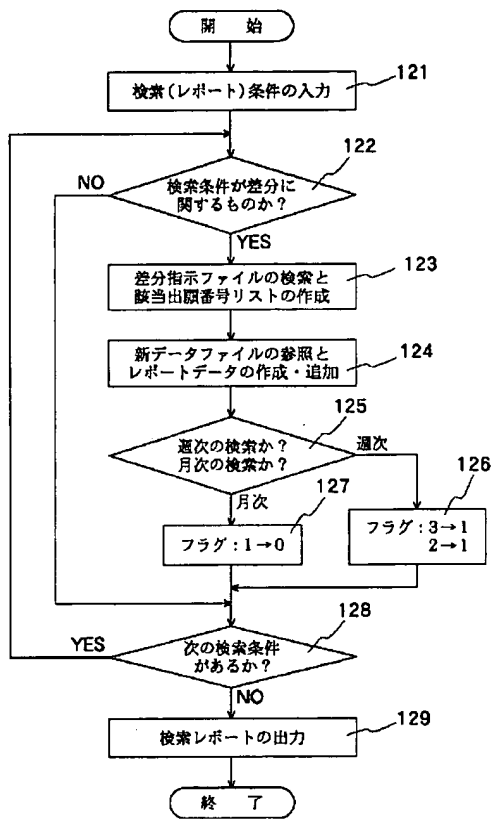 開 始
検索(レポート)条件の入力
121
検索条件が差分に
関するものか?
122
NO
YES
差分指示ファイルの検索と
該当出願番号リストの作成
123
新データファイルの参照と
レポートデータの作成・追加
124
週次の検索か?
月次の検索か?
125
週次
月次
フラグ:3→1
2→1
126
フラグ:1→0
127
次の検索条件
があるか?
128
YES
NO
検索レポートの出力
129
終 了